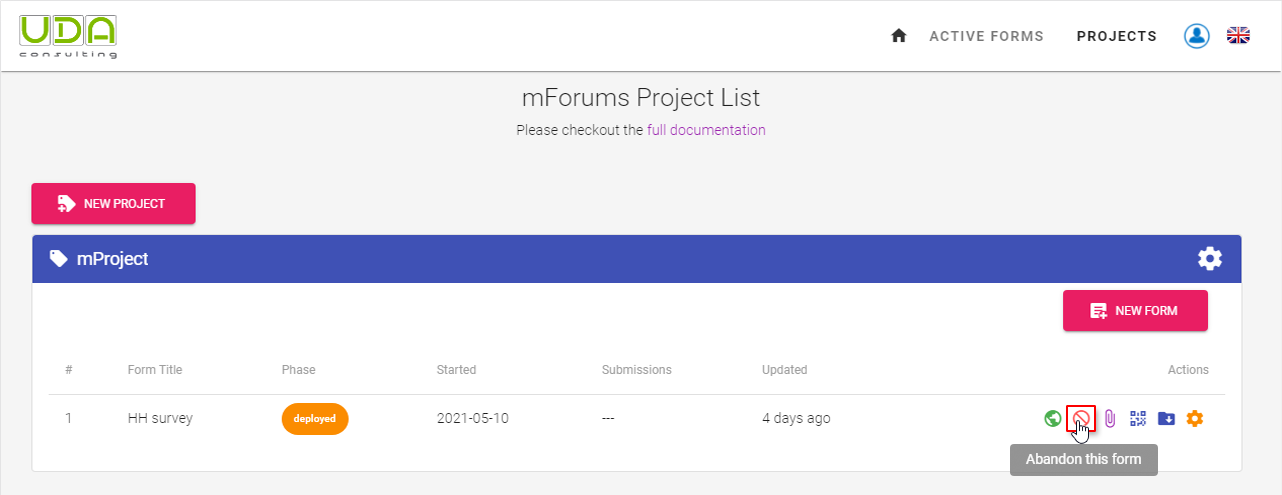 UDA
consulting
ACTIVE FORMS PROJECTS
mForums Project List
Please checkout the full documentation
NEW PROJECT
mProject
NEW FORM
# Form Title Phase Started Submissions Updated Actions
1 HH survey deployed 2021-05-10 --- 4 days ago
Abandon this form